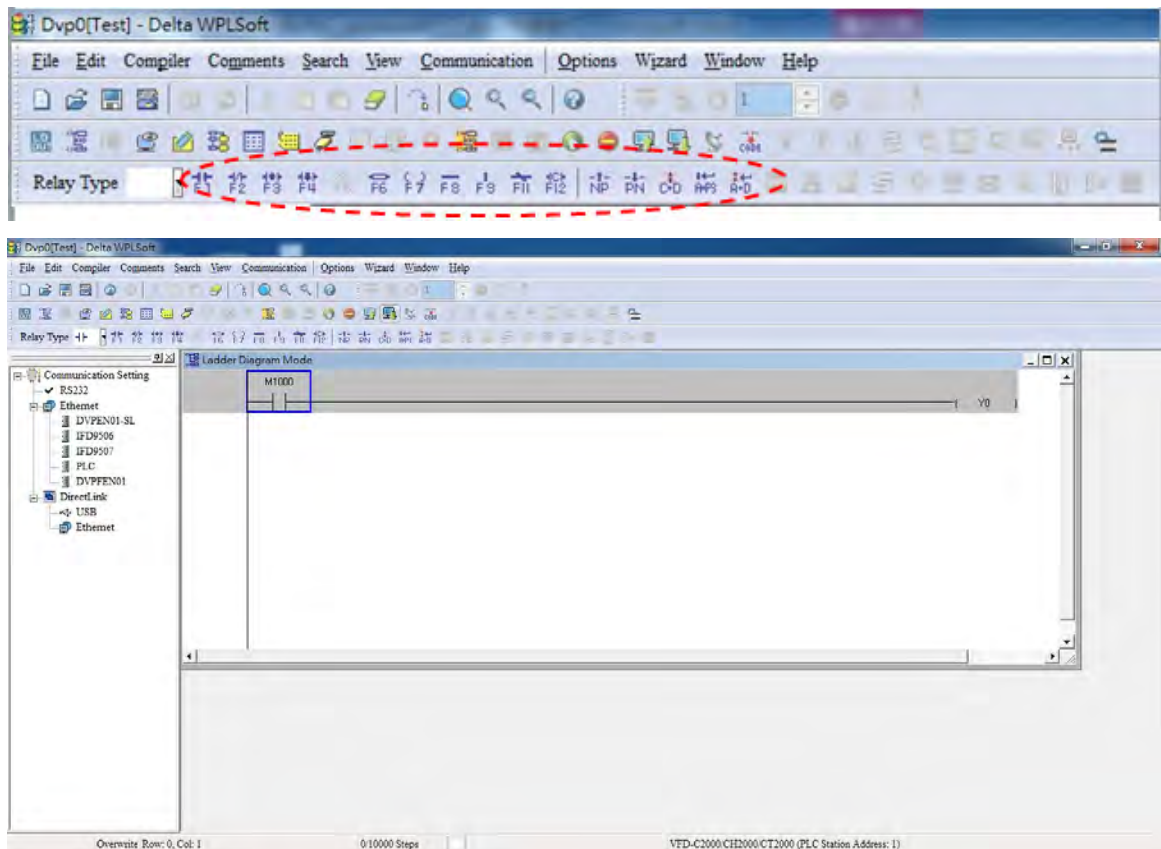 Dvp0[Test] - Delta WPLSoft
File Edit Compiler Comments Search View Communication Options Wizard Window Help
1
CODE
Relay Type F1 F2 F3 F4 F6 F7 F8 F9 F11 F12 NP PN C>D APS A+D
Dvp0[Test] - Delta WPLSoft
File Edit Compiler Comments Search View Communication Options Wizard Window Help
1
Relay Type
Ladder Diagram Mode
Communication Setting
RS232
Ethernet
DVPEN01-SL
IFD9506
IFD9507
PLC
DVPFEN01
DirectLink
USB
Ethernet
M1000
Y0
Overwrite Row: 0, Col: 1 0/10000 Steps VFD-C2000/CH2000/CT2000 (PLC Station Address: 1)